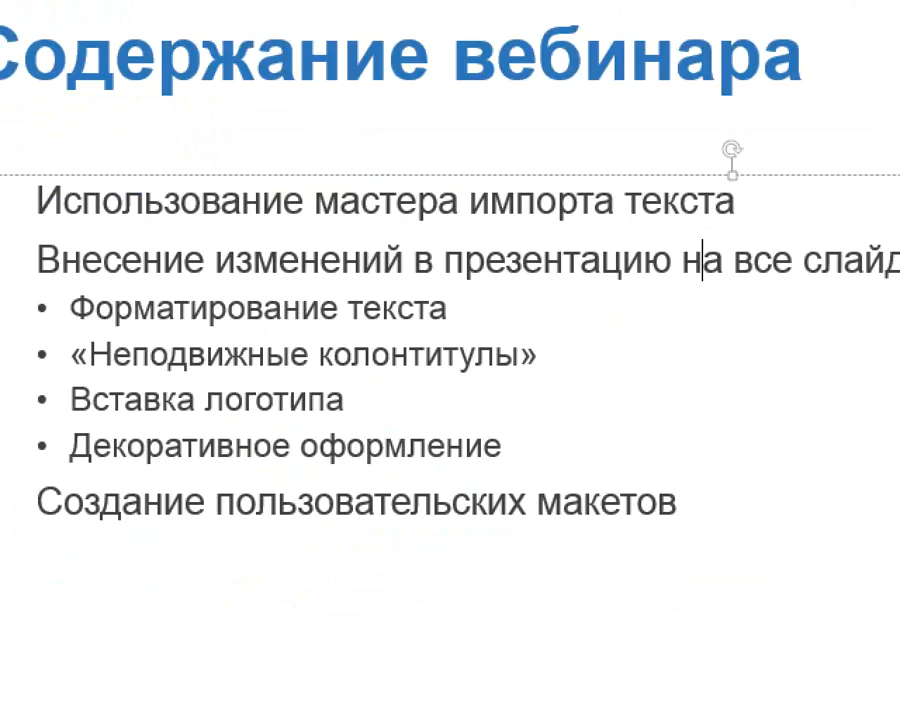 Содержание вебинара
Использование мастера импорта текста
Внесение изменений в презентацию на все
• Форматирование текста
• «Неподвижные колонтитулы»
• Вставка логотипа
• Декоративное оформление
Создание пользовательских макетов